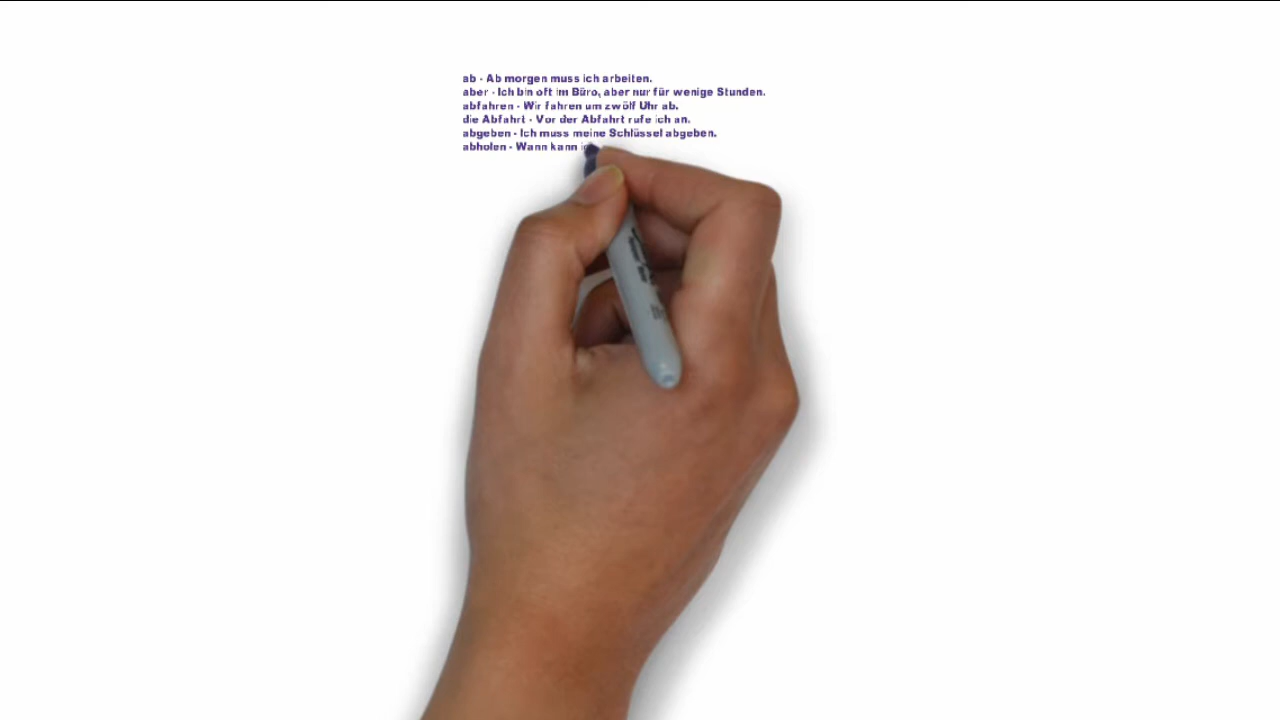 ab - Ab morgen muss ich arbeiten.
aber - Ich bin oft im Büro, aber nur für wenige Stunden.
abfahren - Wir fahren um zwölf Uhr ab.
die Abfahrt - Vor der Abfahrt rufe ich an.
abgeben - Ich muss meine Schlüssel abgeben.
abholen - Wann kann